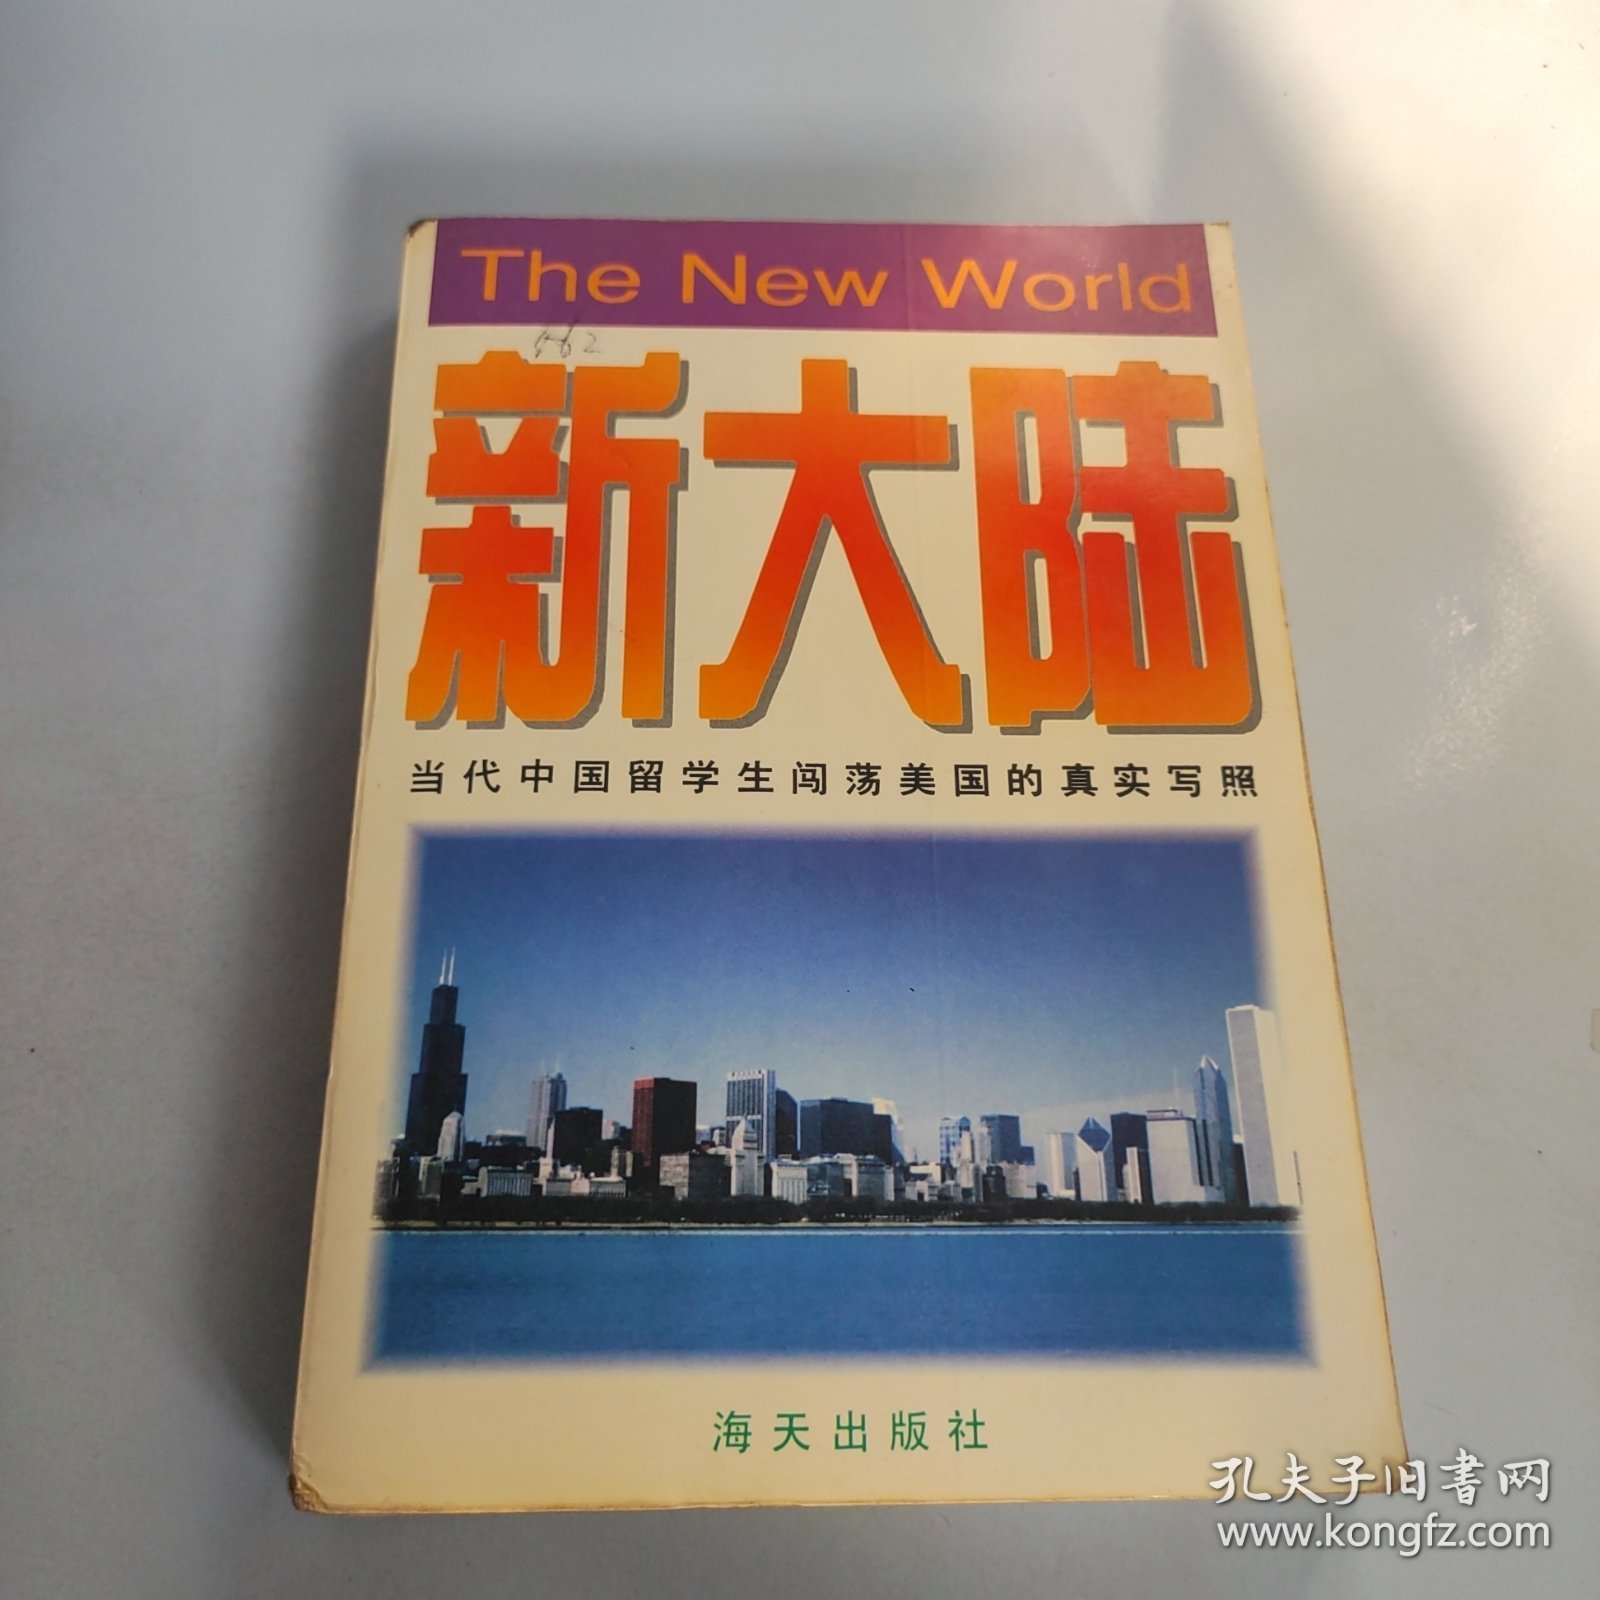 The New World
662
新大陆
当代中国留学生闯荡美国的真实写照
海天出版社
孔夫子旧书网
www.kongfz.com